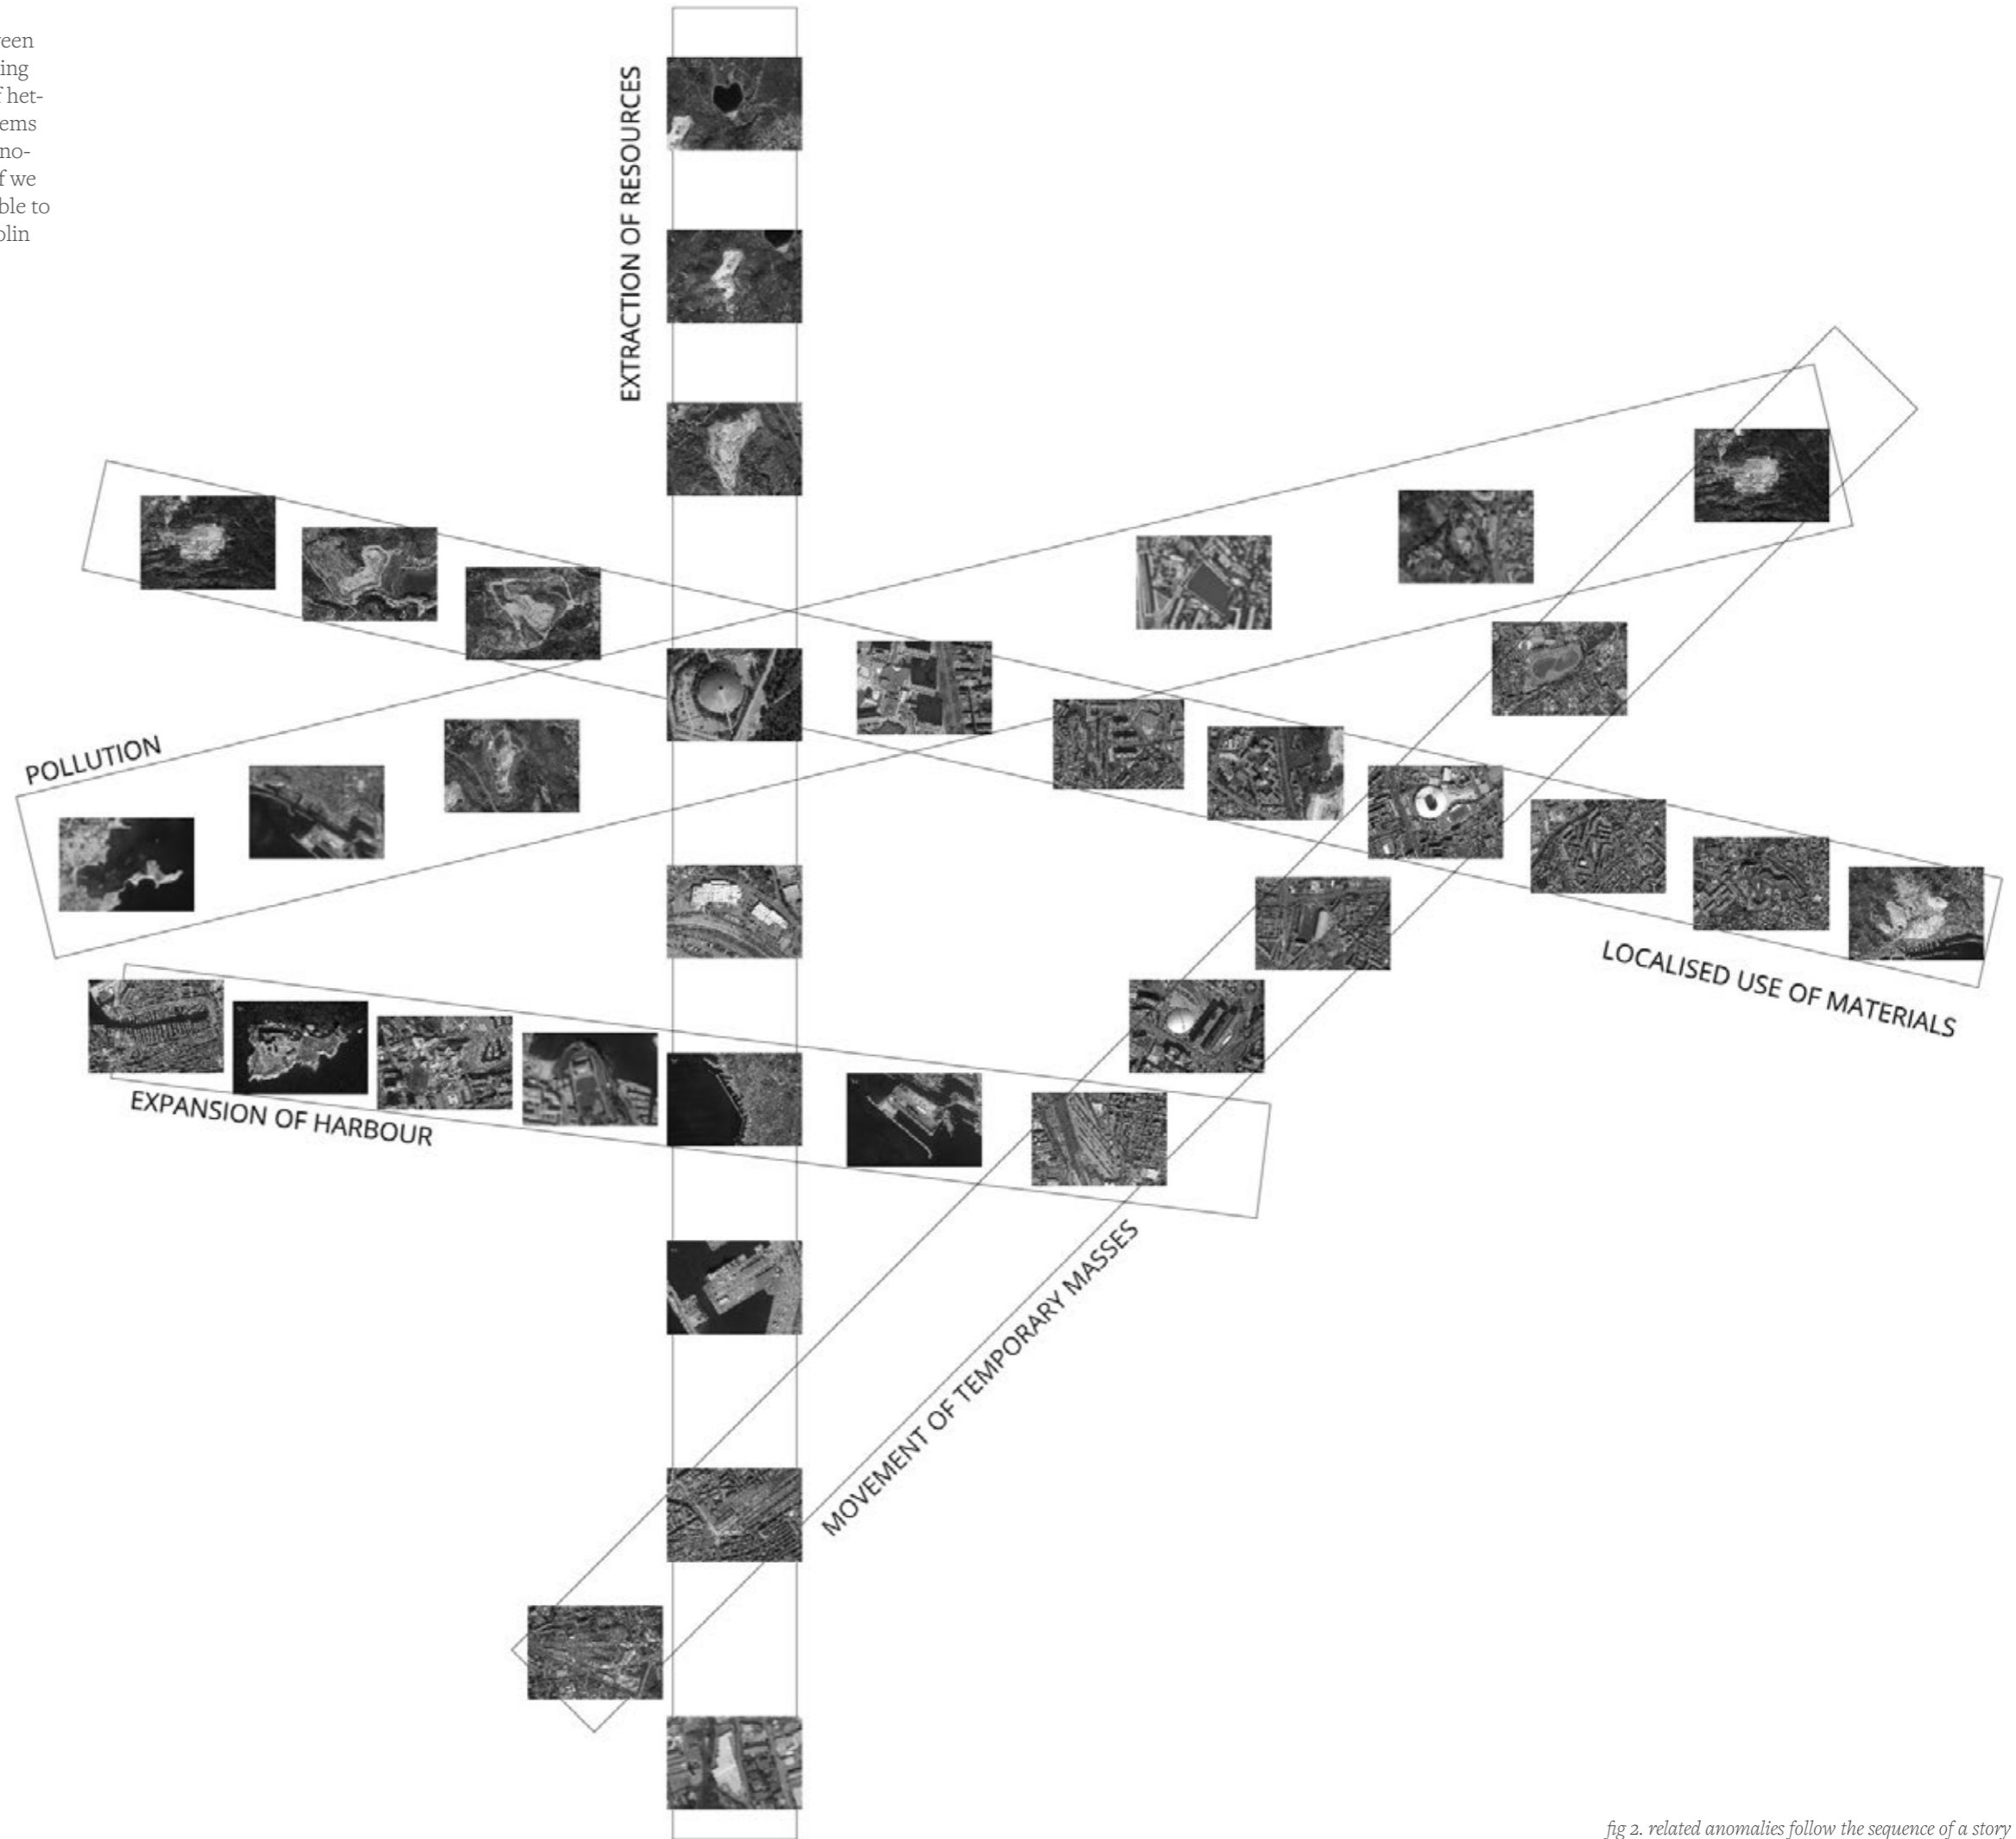 een
ing
f het-
ems
no-
f we
ble to
olin
EXTRACTION OF RESOURCES
POLLUTION
LOCALISED USE OF MATERIALS
EXPANSION OF HARBOUR
MOVEMENT OF TEMPORARY MASSES
fig 2. related anomalies follow the sequence of a story